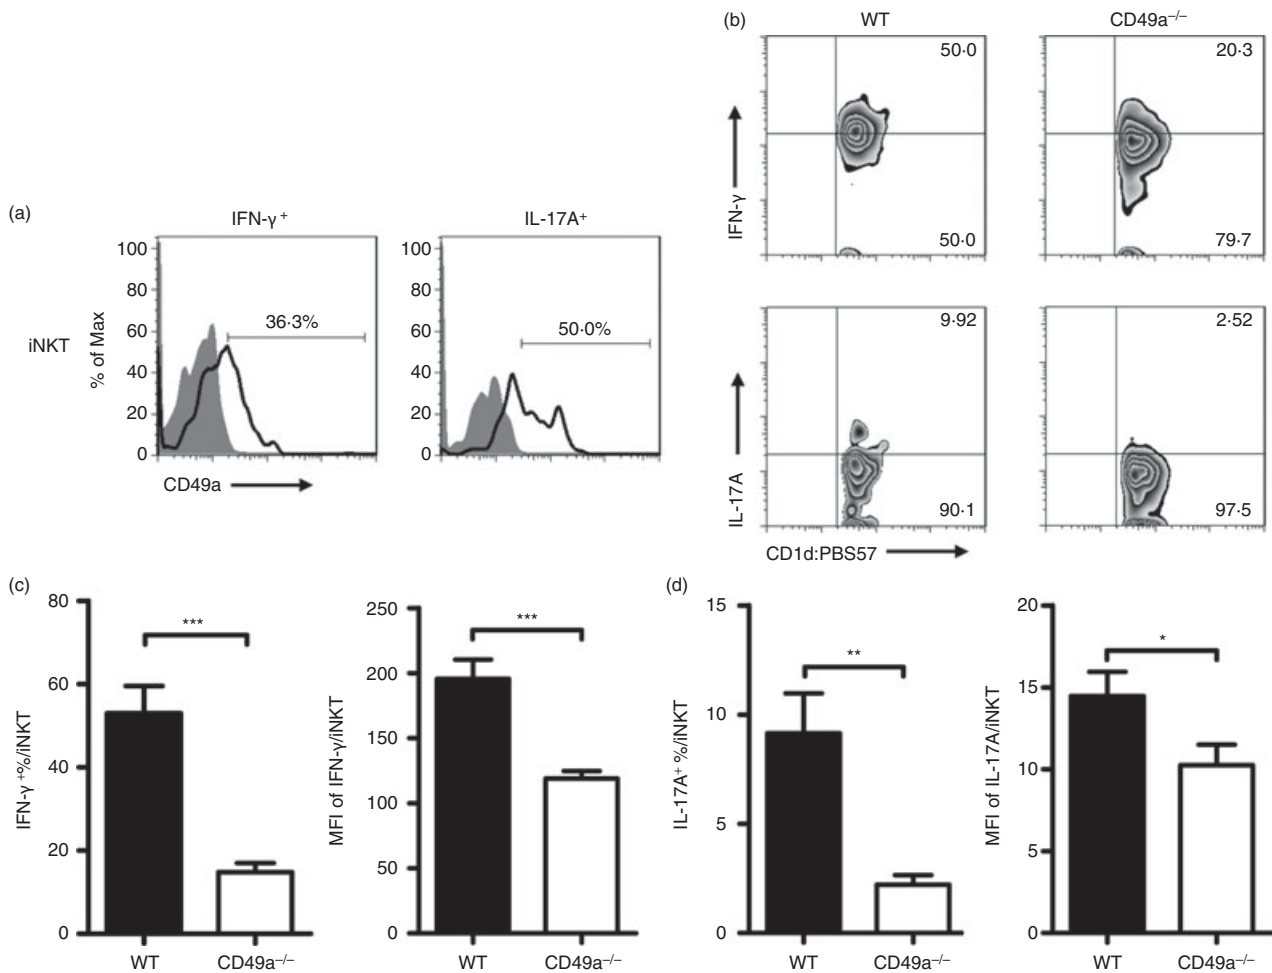 (a)
IFN-γ +
IL-17A+
iNKT
% of Max
100
80
60
40
20
0
36·3%
100
80
60
40
20
0
50·0%
CD49a
(b)
WT
CD49a–/–
IFN-γ
50·0
50·0
20·3
79·7
IL-17A
9·92
90·1
2·52
97·5
CD1d:PBS57
(c)
IFN-γ +%/iNKT
80
60
40
20
0
***
WT
CD49a–/–
MFI of IFN-γ/iNKT
250
200
150
100
50
0
***
WT
CD49a–/–
(d)
IL-17A+ %/iNKT
15
10
5
0
**
WT
CD49a–/–
MFI of IL-17A/iNKT
20
15
10
5
0
*
WT
CD49a–/–